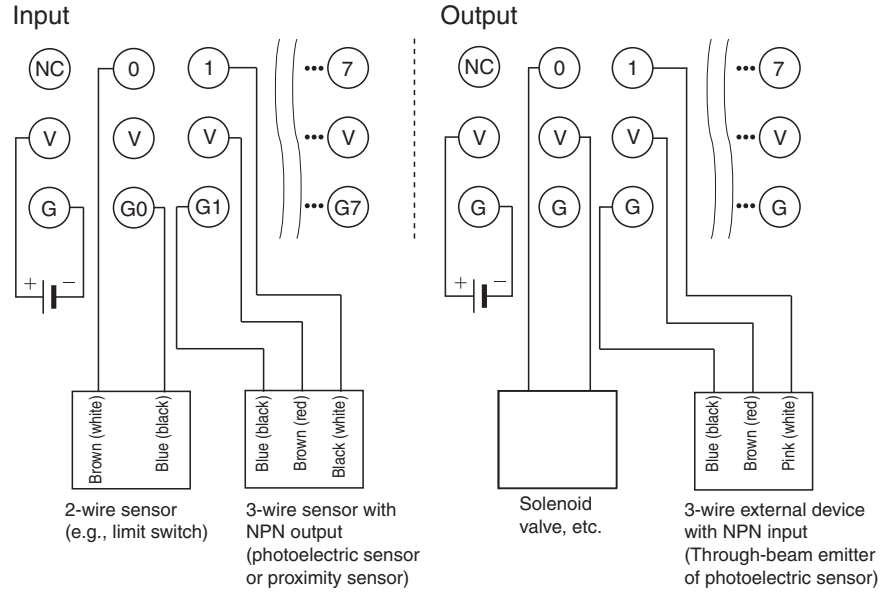 Input
Output
NC 0 1 ••• 7
NC 0 1 ••• 7
V V V ••• V
V V V ••• V
G G0 G1 ••• G7
G G G ••• G
+ −
+ −
Brown (white)
Blue (black)
Blue (black)
Brown (red)
Black (white)
Blue (black)
Brown (red)
Pink (white)
2-wire sensor
(e.g., limit switch)
3-wire sensor with
NPN output
(photoelectric sensor
or proximity sensor)
Solenoid
valve, etc.
3-wire external device
with NPN input
(Through-beam emitter
of photoelectric sensor)